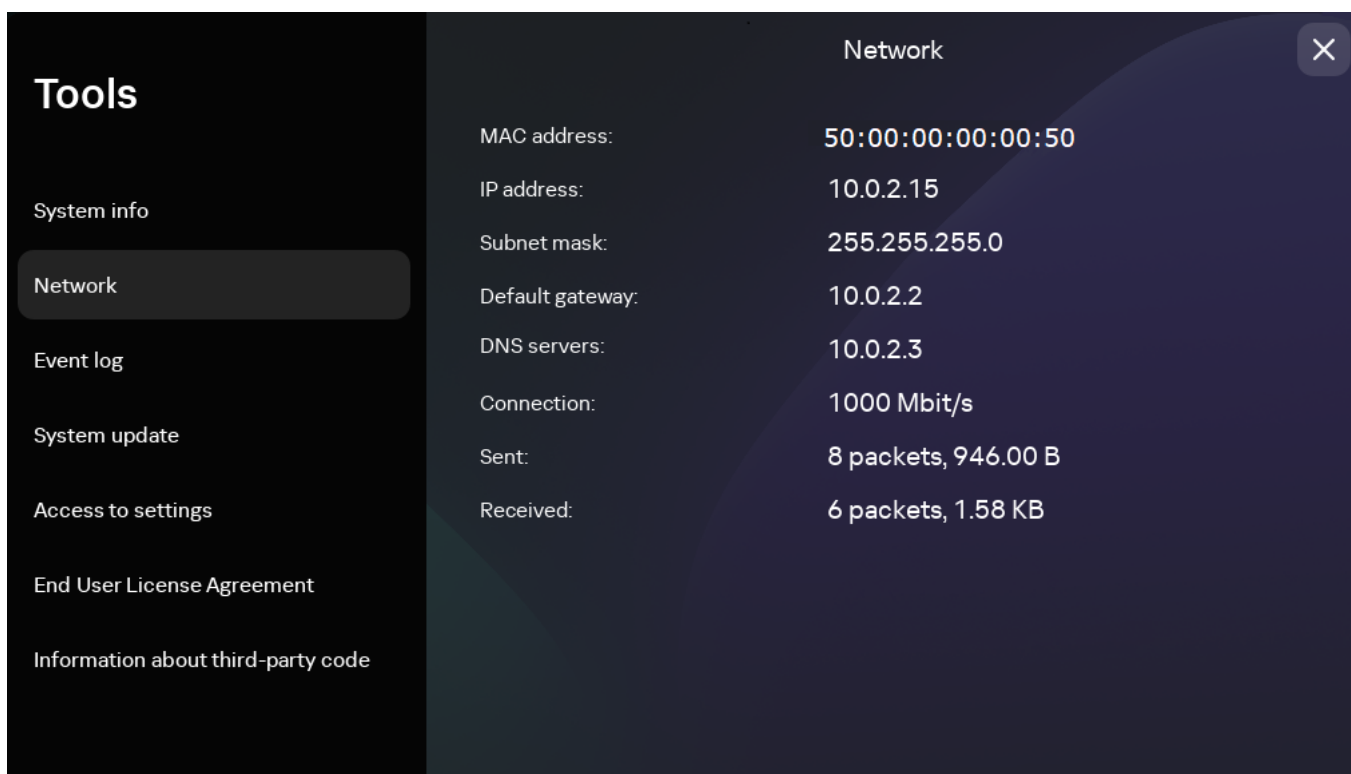 Tools
System info
Network
Event log
System update
Access to settings
End User License Agreement
Information about third-party code
Network
MAC address: 50:00:00:00:00:50
IP address: 10.0.2.15
Subnet mask: 255.255.255.0
Default gateway: 10.0.2.2
DNS servers: 10.0.2.3
Connection: 1000 Mbit/s
Sent: 8 packets, 946.00 B
Received: 6 packets, 1.58 KB